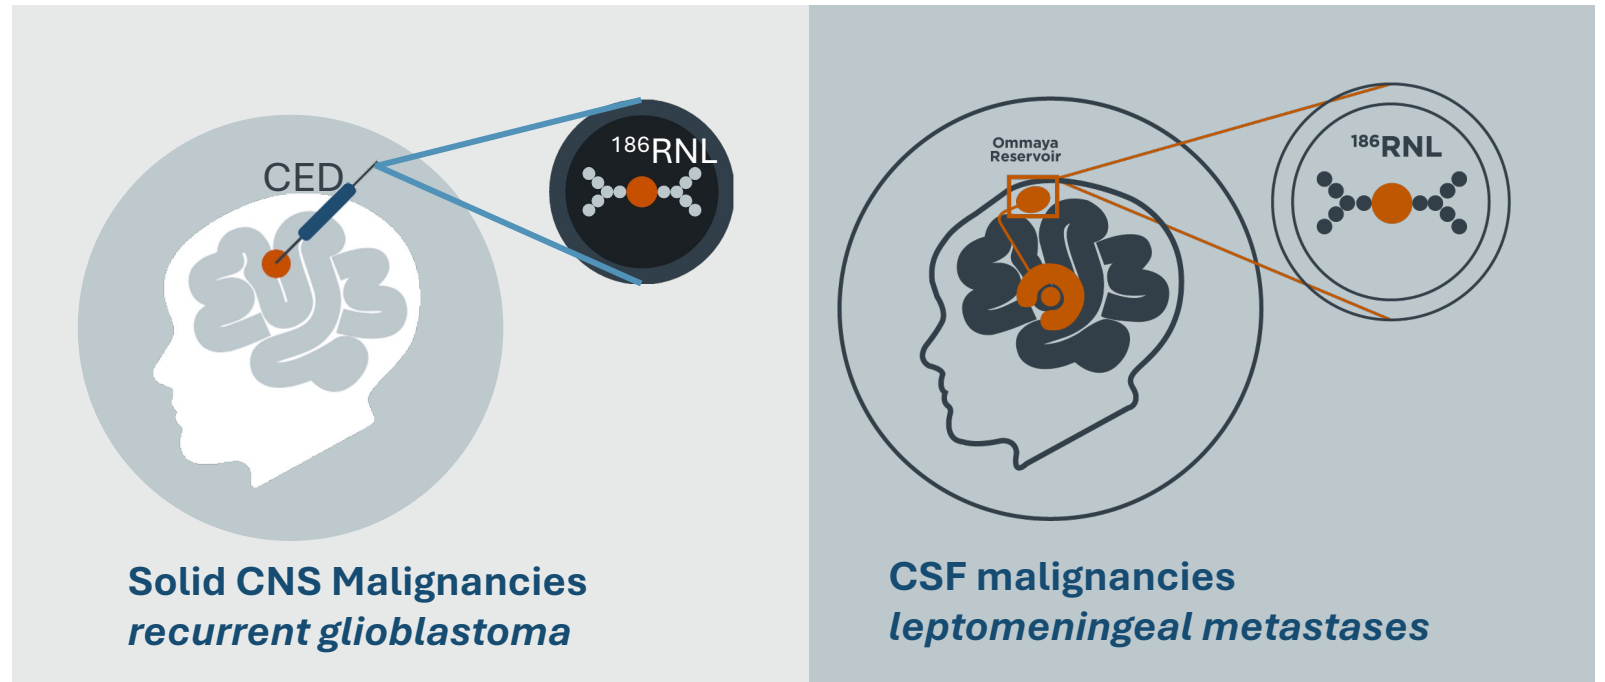 CED
¹⁸⁶RNL
Solid CNS Malignancies
recurrent glioblastoma
Ommaya
Reservoir
¹⁸⁶RNL
CSF malignancies
leptomeningeal metastases